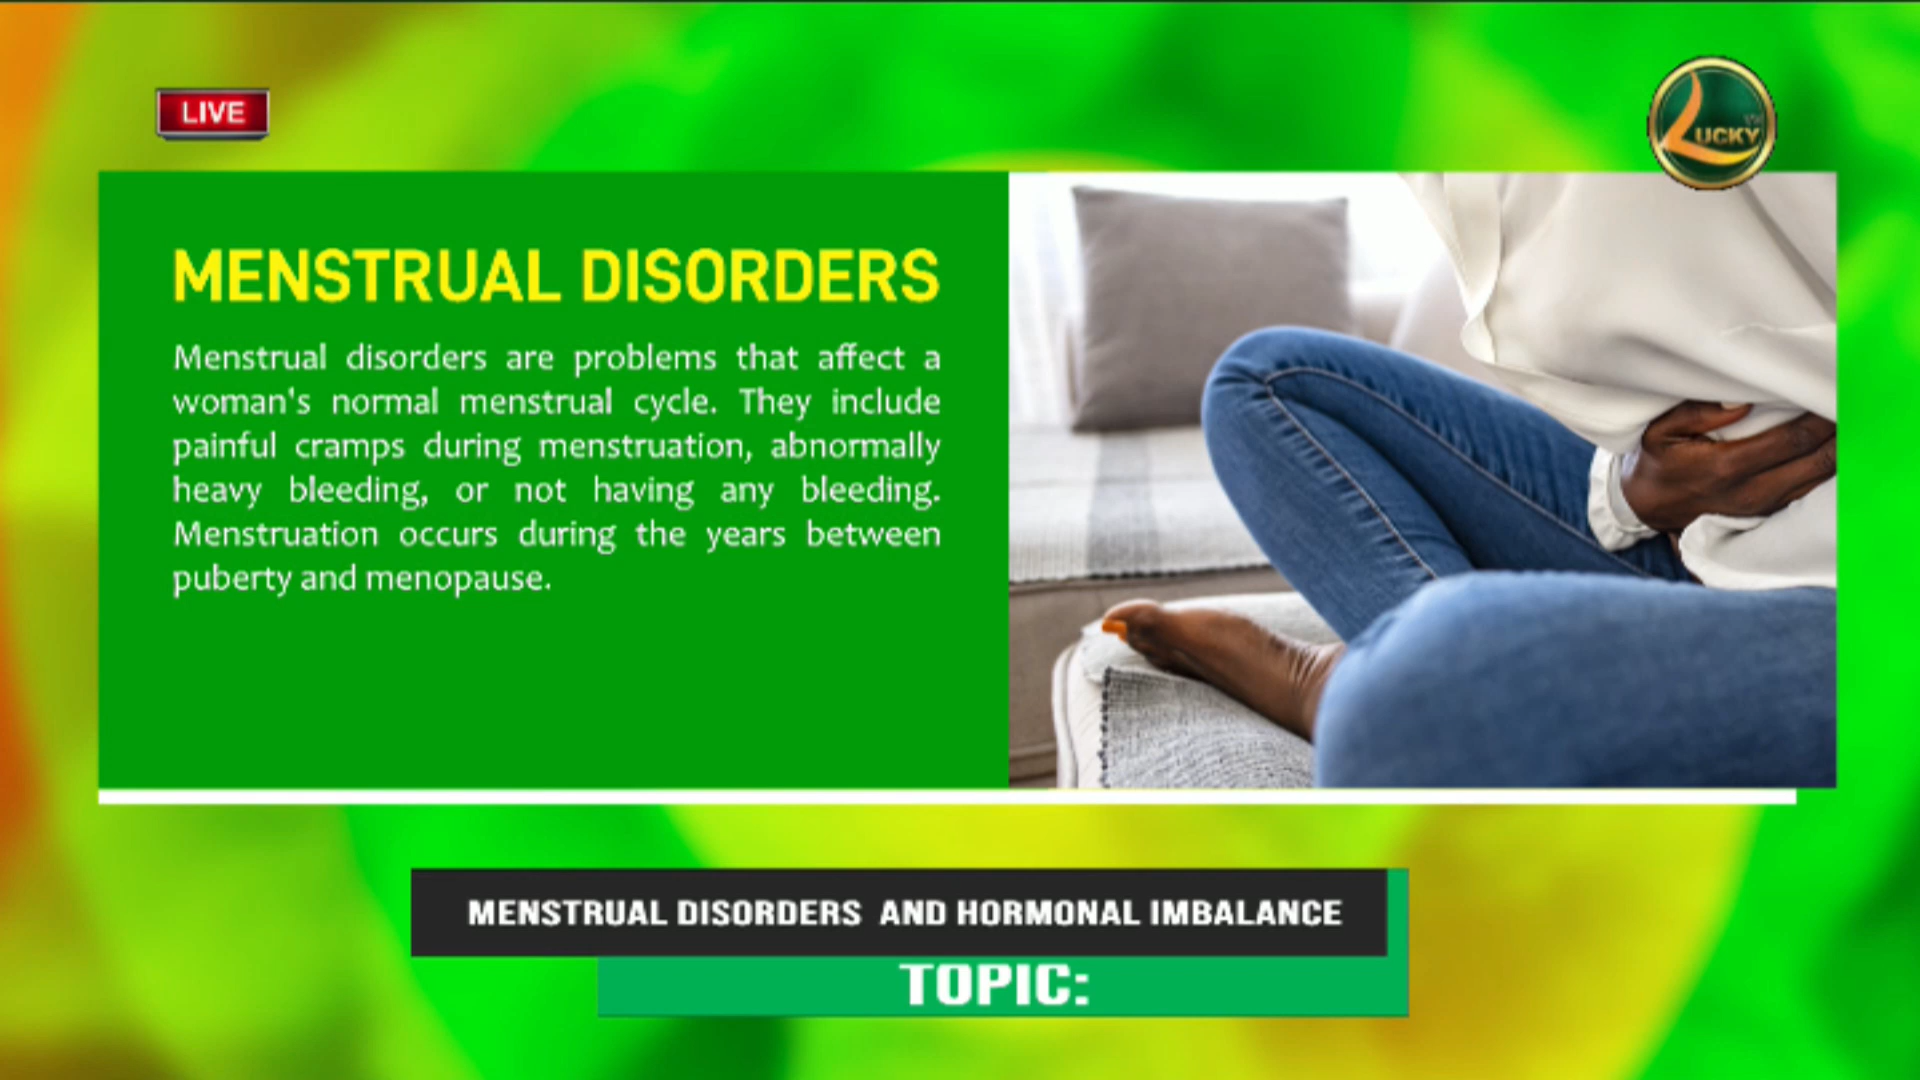 LIVE
LUCKY
MENSTRUAL DISORDERS
Menstrual disorders are problems that affect a
woman's normal menstrual cycle. They include
painful cramps during menstruation, abnormally
heavy bleeding, or not having any bleeding.
Menstruation occurs during the years between
puberty and menopause.
MENSTRUAL DISORDERS AND HORMONAL IMBALANCE
TOPIC: